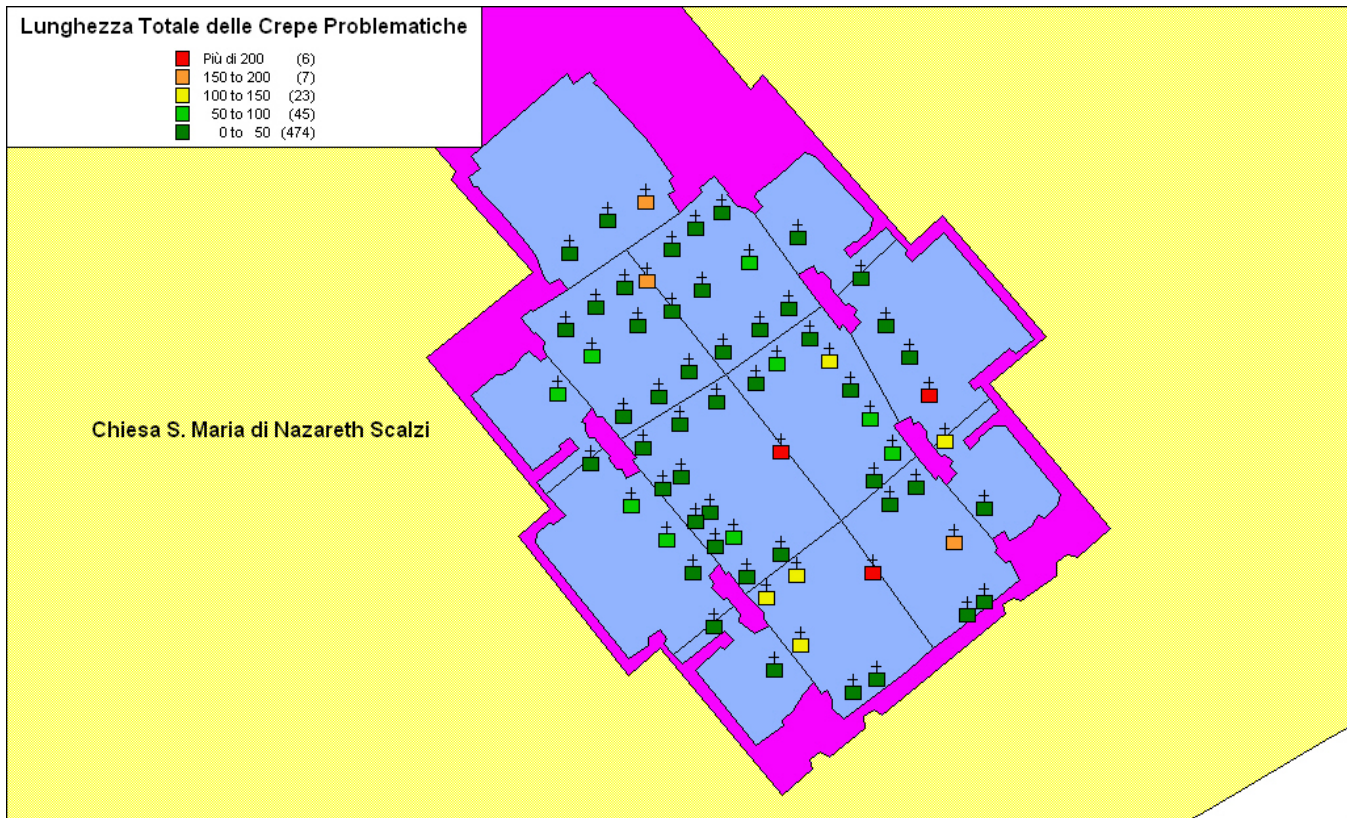 Lunghezza Totale delle Crepe Problematiche
Più di 200 (6)
150 to 200 (7)
100 to 150 (23)
50 to 100 (45)
0 to 50 (474)
Chiesa S. Maria di Nazareth Scalzi